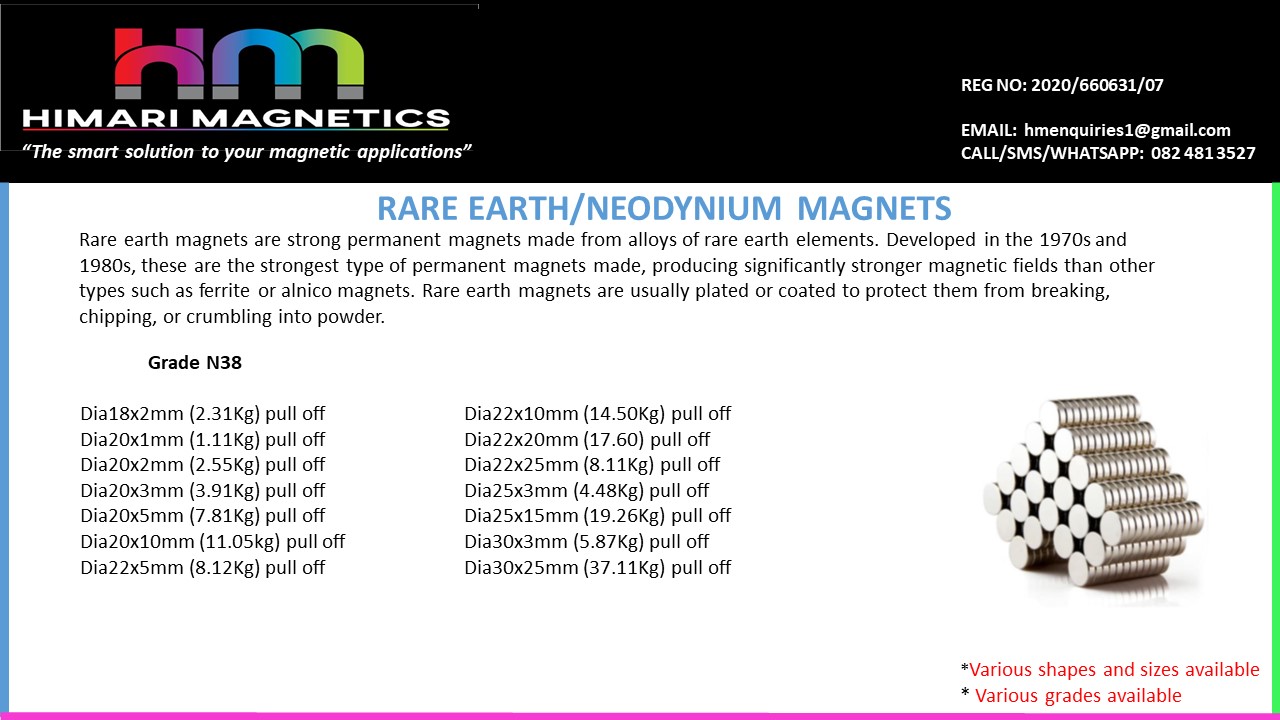 HIMARI MAGNETICS
“The smart solution to your magnetic applications”
REG NO: 2020/660631/07
EMAIL: hmenquiries1@gmail.com
CALL/SMS/WHATSAPP: 082 481 3527
RARE EARTH/NEODYNIUM MAGNETS
Rare earth magnets are strong permanent magnets made from alloys of rare earth elements. Developed in the 1970s and
1980s, these are the strongest type of permanent magnets made, producing significantly stronger magnetic fields than other
types such as ferrite or alnico magnets. Rare earth magnets are usually plated or coated to protect them from breaking,
chipping, or crumbling into powder.
Grade N38
Dia18x2mm (2.31Kg) pull off
Dia20x1mm (1.11Kg) pull off
Dia20x2mm (2.55Kg) pull off
Dia20x3mm (3.91Kg) pull off
Dia20x5mm (7.81Kg) pull off
Dia20x10mm (11.05kg) pull off
Dia22x5mm (8.12Kg) pull off
Dia22x10mm (14.50Kg) pull off
Dia22x20mm (17.60) pull off
Dia22x25mm (8.11Kg) pull off
Dia25x3mm (4.48Kg) pull off
Dia25x15mm (19.26Kg) pull off
Dia30x3mm (5.87Kg) pull off
Dia30x25mm (37.11Kg) pull off
*Various shapes and sizes available
* Various grades available